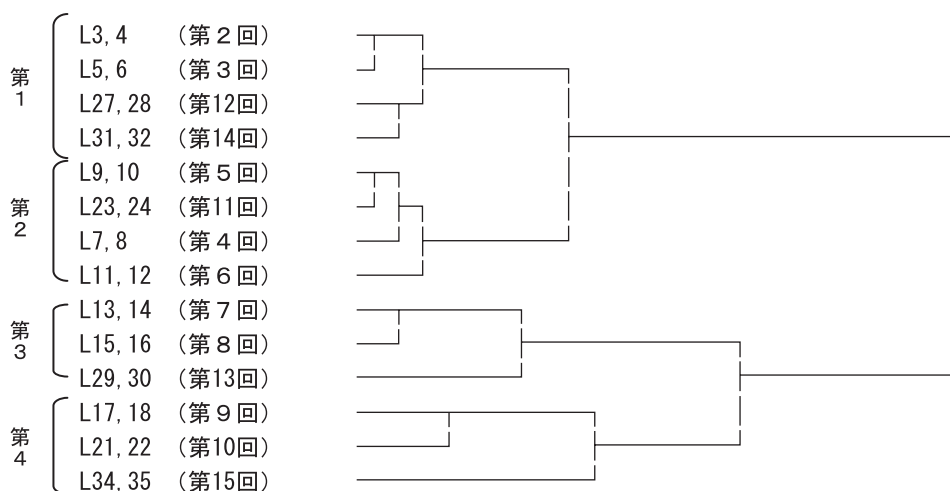 第1
L3, 4 （第２回）
L5, 6 （第３回）
L27, 28 （第12回）
L31, 32 （第14回）
第2
L9, 10 （第５回）
L23, 24 （第11回）
L7, 8 （第４回）
L11, 12 （第６回）
第3
L13, 14 （第７回）
L15, 16 （第８回）
L29, 30 （第13回）
第4
L17, 18 （第９回）
L21, 22 （第10回）
L34, 35 （第15回）